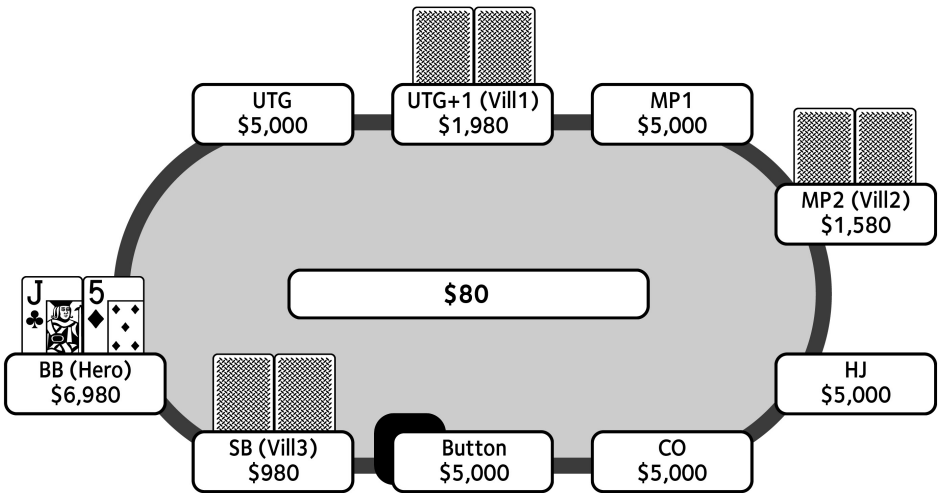 UTG
$5,000
UTG+1 (Vill1)
$1,980
MP1
$5,000
MP2 (Vill2)
$1,580
$80
J 5
BB (Hero)
$6,980
HJ
$5,000
SB (Vill3)
$980
Button
$5,000
CO
$5,000